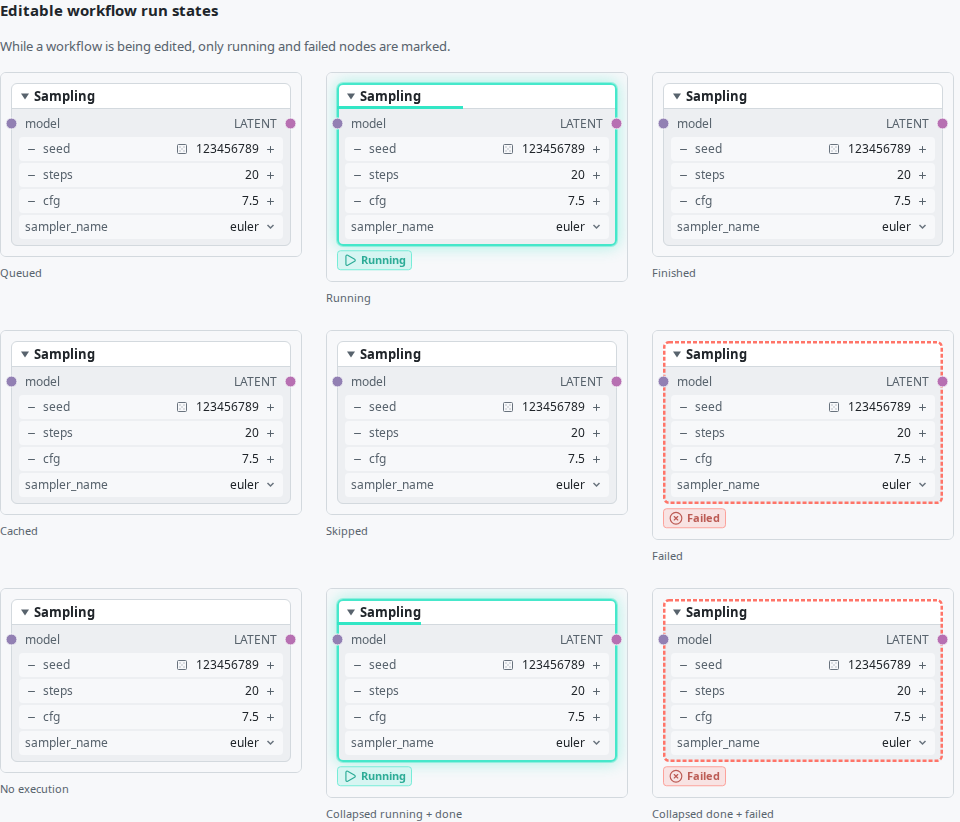 Editable workflow run states
While a workflow is being edited, only running and failed nodes are marked.
Sampling
model LATENT
− seed 123456789 +
− steps 20 +
− cfg 7.5 +
sampler_name euler
Queued
Sampling
model LATENT
− seed 123456789 +
− steps 20 +
− cfg 7.5 +
sampler_name euler
Running
Running
Sampling
model LATENT
− seed 123456789 +
− steps 20 +
− cfg 7.5 +
sampler_name euler
Finished
Sampling
model LATENT
− seed 123456789 +
− steps 20 +
− cfg 7.5 +
sampler_name euler
Cached
Sampling
model LATENT
− seed 123456789 +
− steps 20 +
− cfg 7.5 +
sampler_name euler
Skipped
Sampling
model LATENT
− seed 123456789 +
− steps 20 +
− cfg 7.5 +
sampler_name euler
Failed
Failed
Sampling
model LATENT
− seed 123456789 +
− steps 20 +
− cfg 7.5 +
sampler_name euler
No execution
Sampling
model LATENT
− seed 123456789 +
− steps 20 +
− cfg 7.5 +
sampler_name euler
Running
Collapsed running + done
Sampling
model LATENT
− seed 123456789 +
− steps 20 +
− cfg 7.5 +
sampler_name euler
Failed
Collapsed done + failed